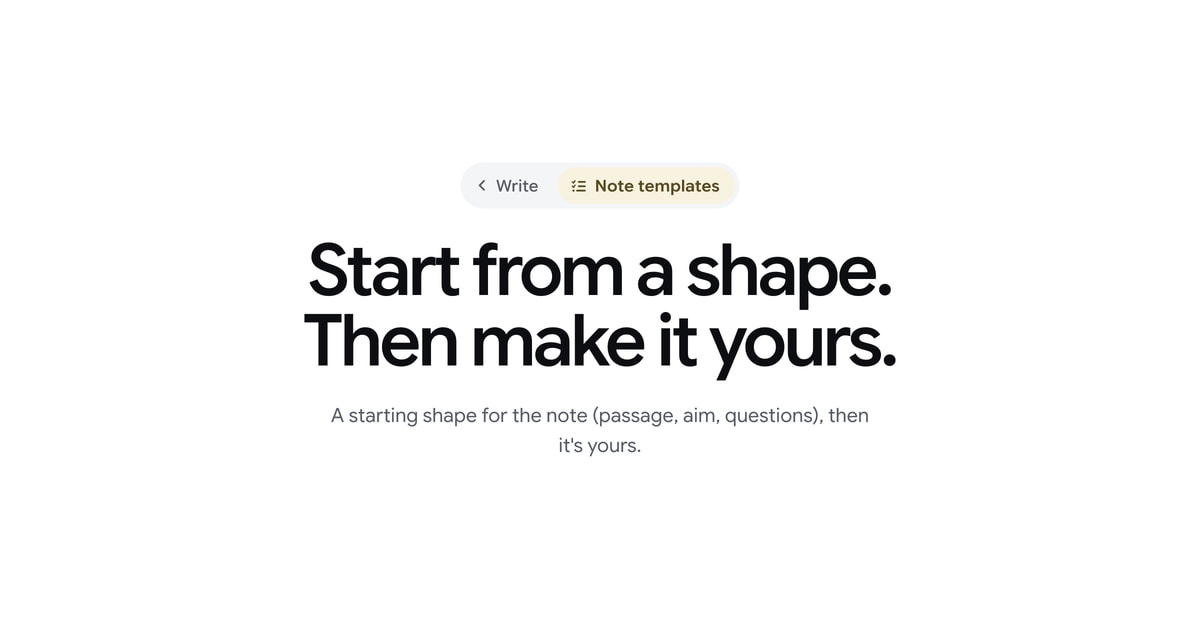 Write
Note templates
Start from a shape.
Then make it yours.
A starting shape for the note (passage, aim, questions), then
it's yours.